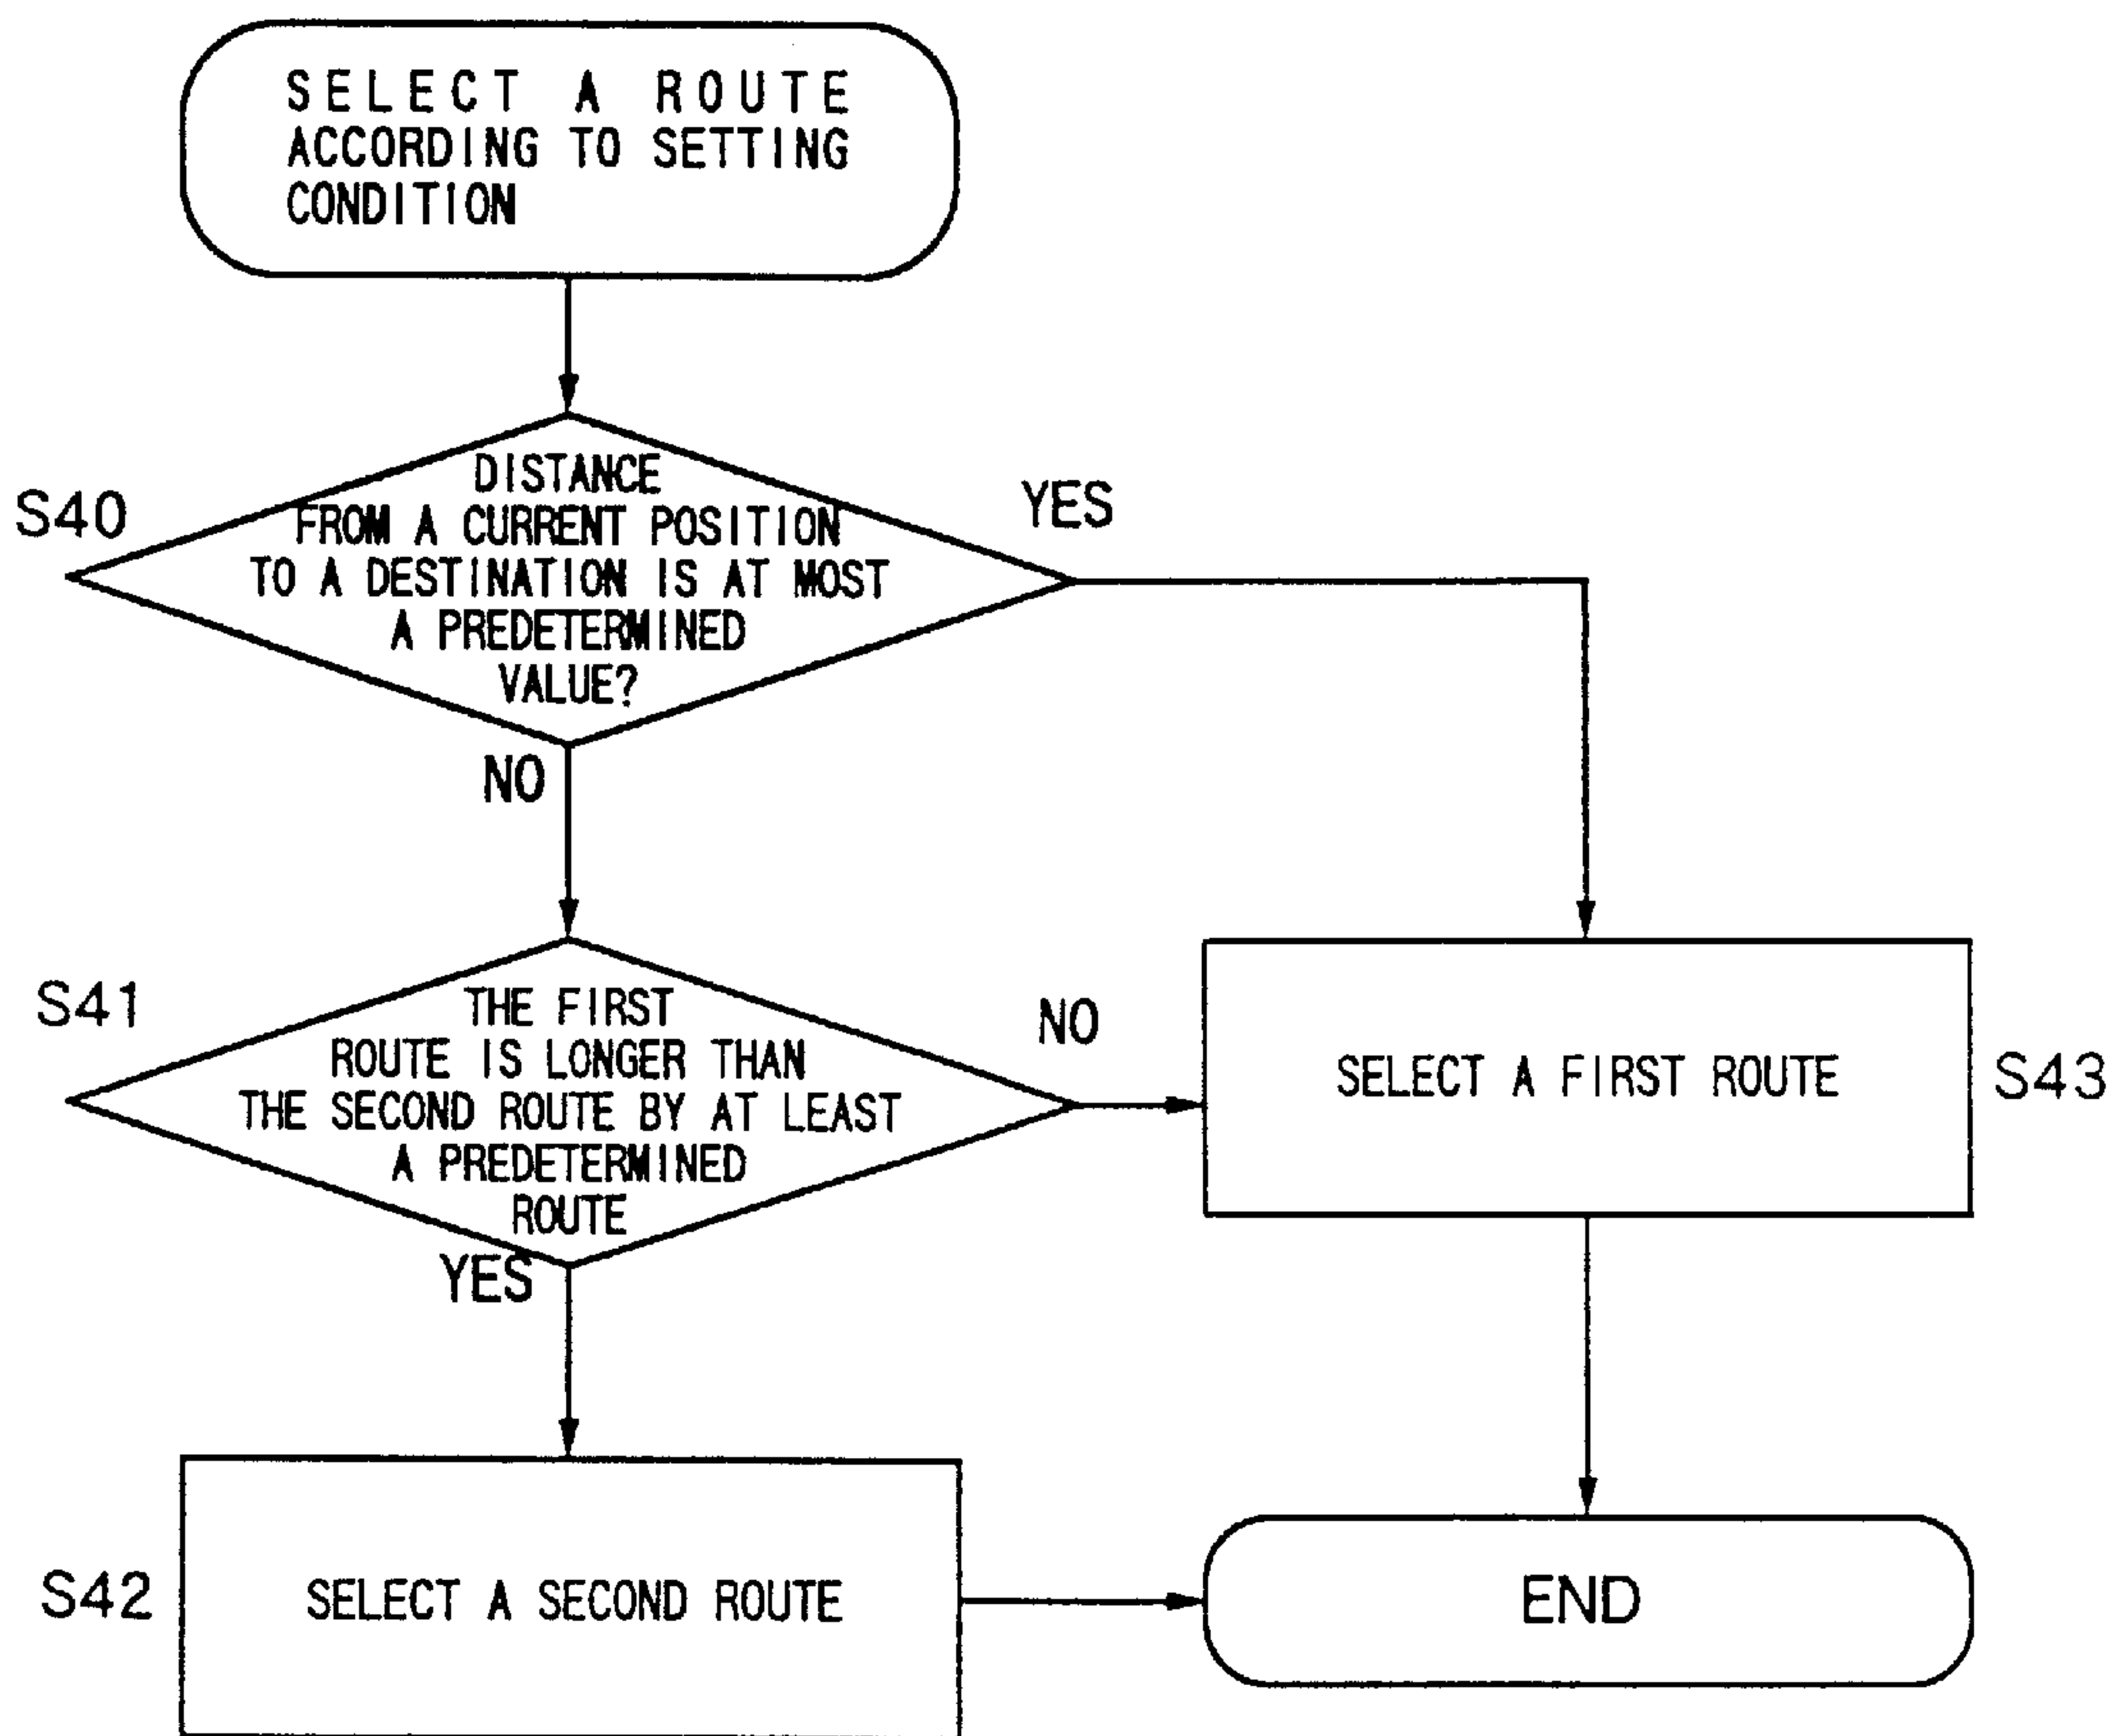 SELECT A ROUTE
ACCORDING TO SETTING
CONDITION
S40
DISTANCE
FROM A CURRENT POSITION
TO A DESTINATION IS AT MOST
A PREDETERMINED
VALUE?
YES
NO
S41
THE FIRST
ROUTE IS LONGER THAN
THE SECOND ROUTE BY AT LEAST
A PREDETERMINED
ROUTE
NO
YES
SELECT A FIRST ROUTE
S43
S42
SELECT A SECOND ROUTE
END